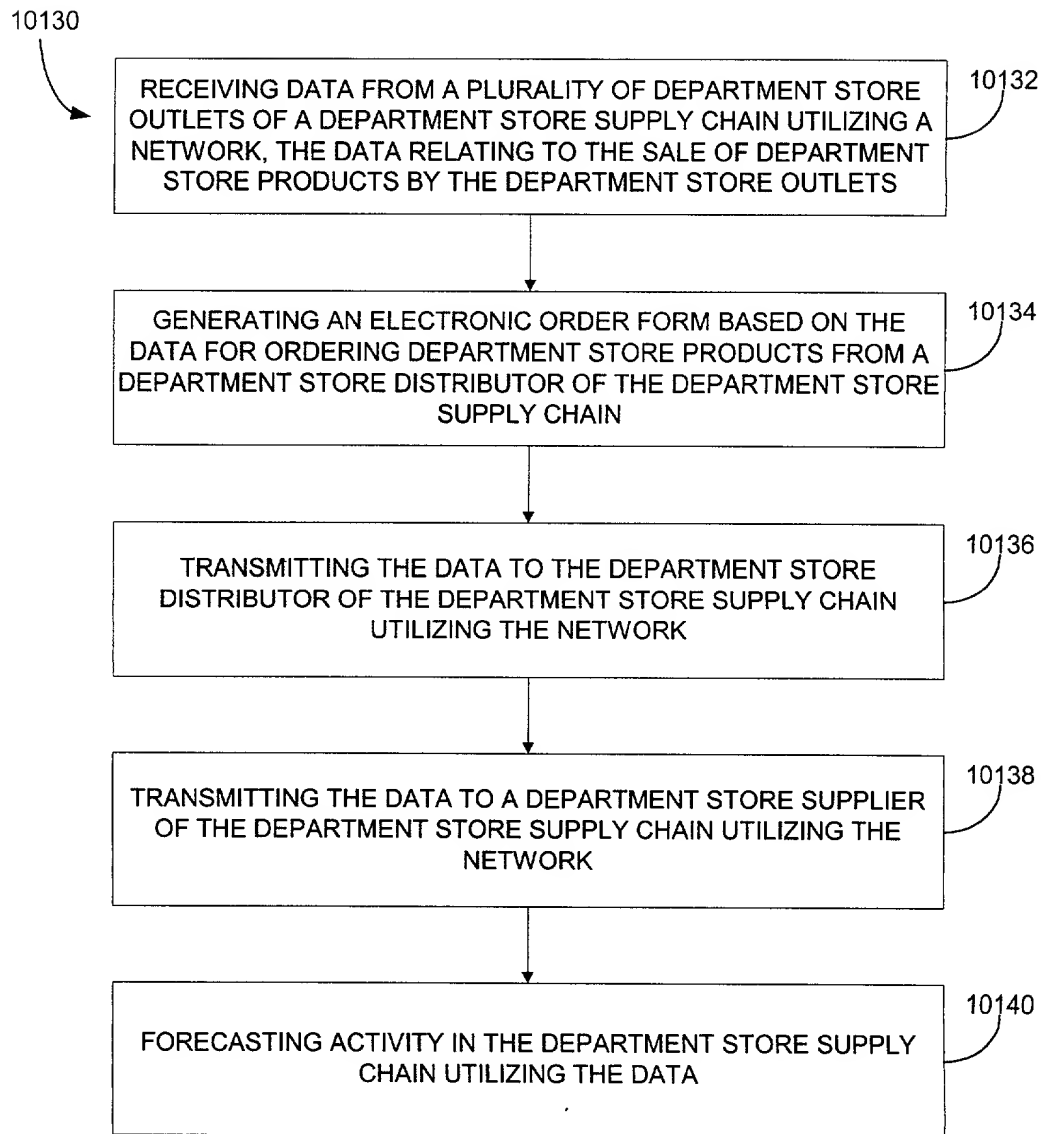 10130
10132
RECEIVING DATA FROM A PLURALITY OF DEPARTMENT STORE
OUTLETS OF A DEPARTMENT STORE SUPPLY CHAIN UTILIZING A
NETWORK, THE DATA RELATING TO THE SALE OF DEPARTMENT
STORE PRODUCTS BY THE DEPARTMENT STORE OUTLETS
10134
GENERATING AN ELECTRONIC ORDER FORM BASED ON THE
DATA FOR ORDERING DEPARTMENT STORE PRODUCTS FROM A
DEPARTMENT STORE DISTRIBUTOR OF THE DEPARTMENT STORE
SUPPLY CHAIN
10136
TRANSMITTING THE DATA TO THE DEPARTMENT STORE
DISTRIBUTOR OF THE DEPARTMENT STORE SUPPLY CHAIN
UTILIZING THE NETWORK
10138
TRANSMITTING THE DATA TO A DEPARTMENT STORE SUPPLIER
OF THE DEPARTMENT STORE SUPPLY CHAIN UTILIZING THE
NETWORK
10140
FORECASTING ACTIVITY IN THE DEPARTMENT STORE SUPPLY
CHAIN UTILIZING THE DATA